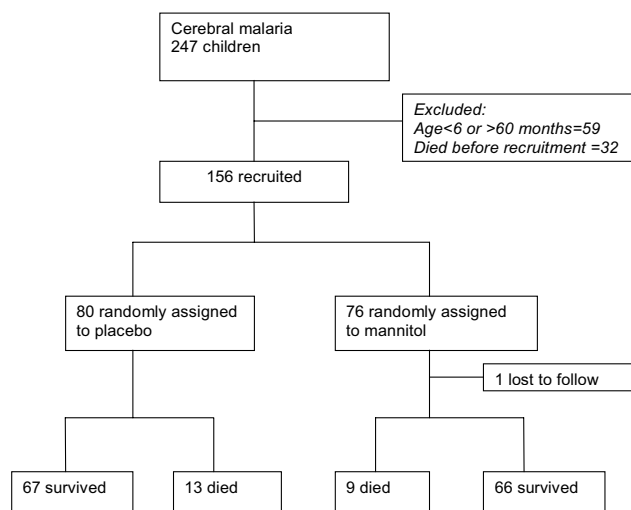 Cerebral malaria
247 children
Excluded:
Age<6 or >60 months=59
Died before recruitment =32
156 recruited
80 randomly assigned
to placebo
76 randomly assigned
to mannitol
1 lost to follow
67 survived
13 died
9 died
66 survived